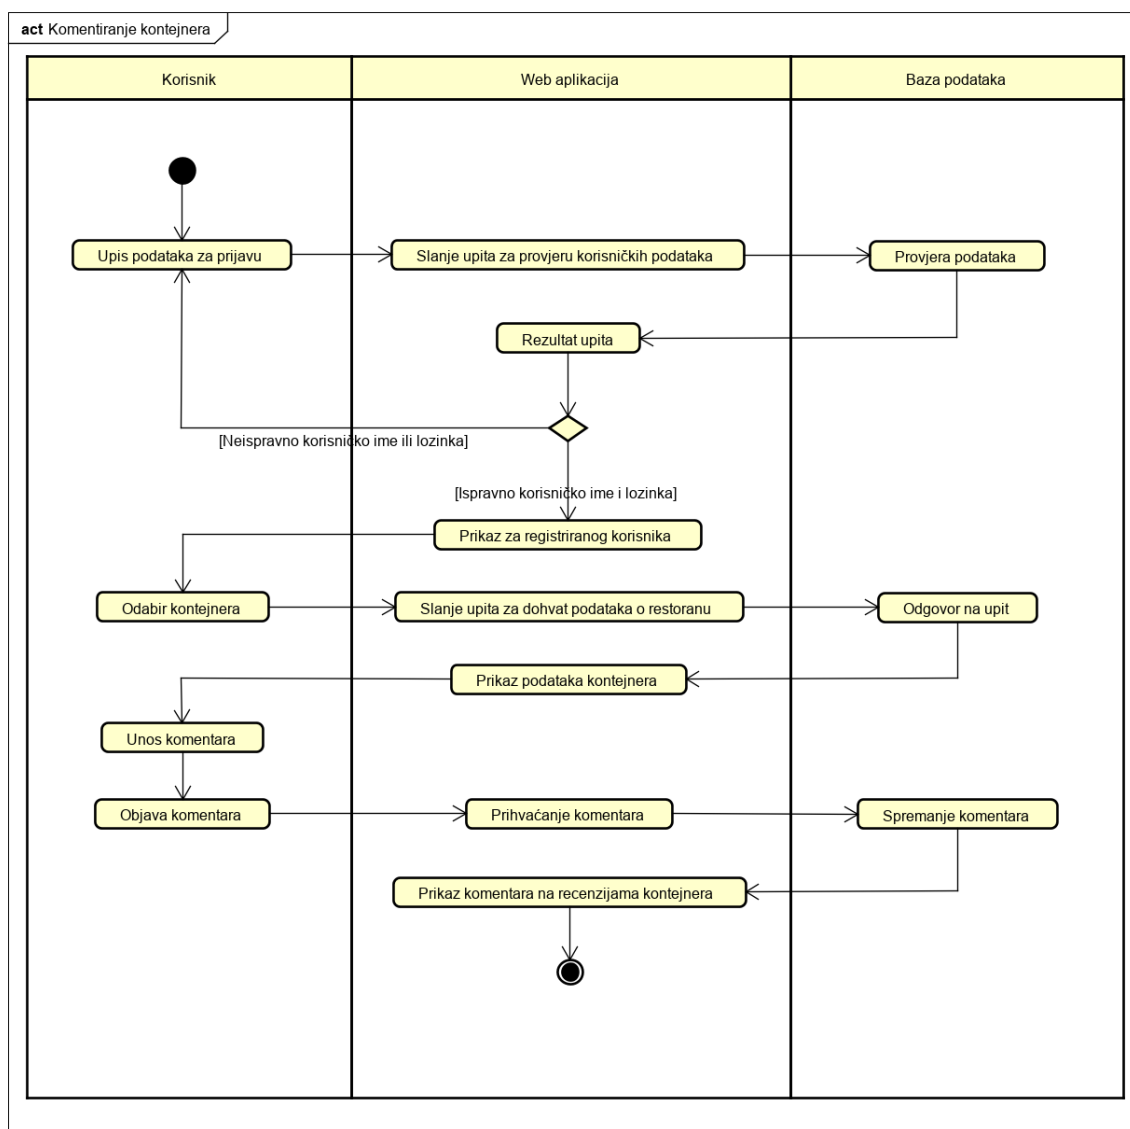 act Komentiranje kontejnera
Korisnik
Web aplikacija
Baza podataka
Upis podataka za prijavu
Slanje upita za provjeru korisničkih podataka
Provjera podataka
Rezultat upita
[Neispravno korisničko ime ili lozinka]
[Ispravno korisničko ime i lozinka]
Prikaz za registriranog korisnika
Odabir kontejnera
Slanje upita za dohvat podataka o restoranu
Odgovor na upit
Prikaz podataka kontejnera
Unos komentara
Objava komentara
Prihvaćanje komentara
Spremanje komentara
Prikaz komentara na recenzijama kontejnera